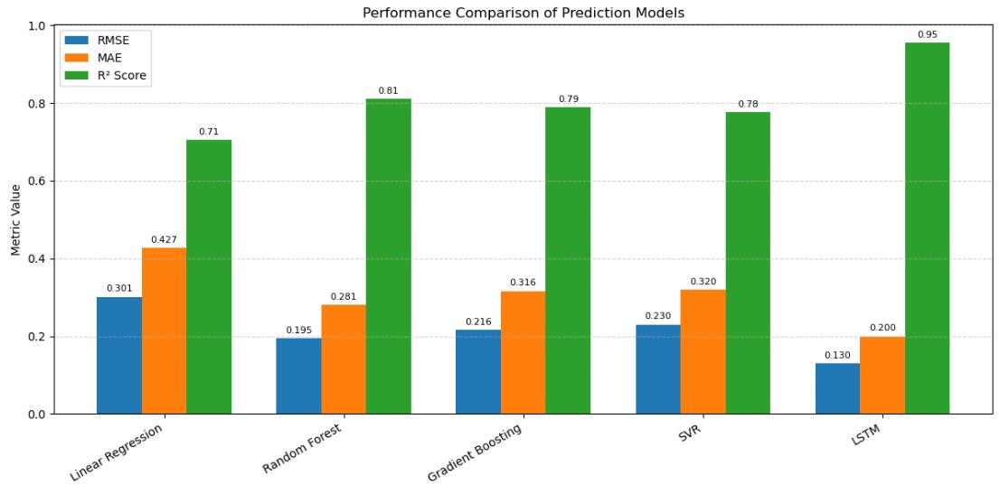 Performance Comparison of Prediction Models
RMSE
MAE
R² Score
Metric Value
1.0
0.8
0.6
0.4
0.2
0.0
0.301
0.427
0.71
0.195
0.281
0.81
0.216
0.316
0.79
0.230
0.320
0.78
0.130
0.200
0.95
Linear Regression
Random Forest
Gradient Boosting
SVR
LSTM